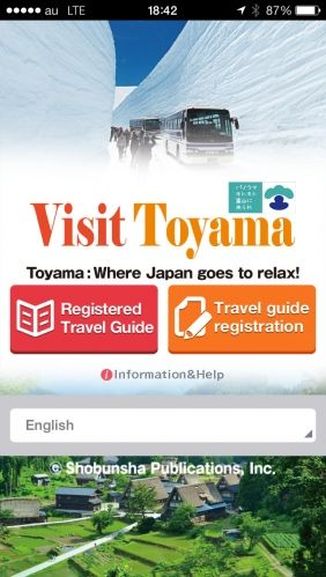 ●●●●● au LTE 18:42 87%
Visit Toyama
Toyama : Where Japan goes to relax!
Registered
Travel Guide
Travel guide
registration
Information&Help
English
© Shobunsha Publications, Inc.